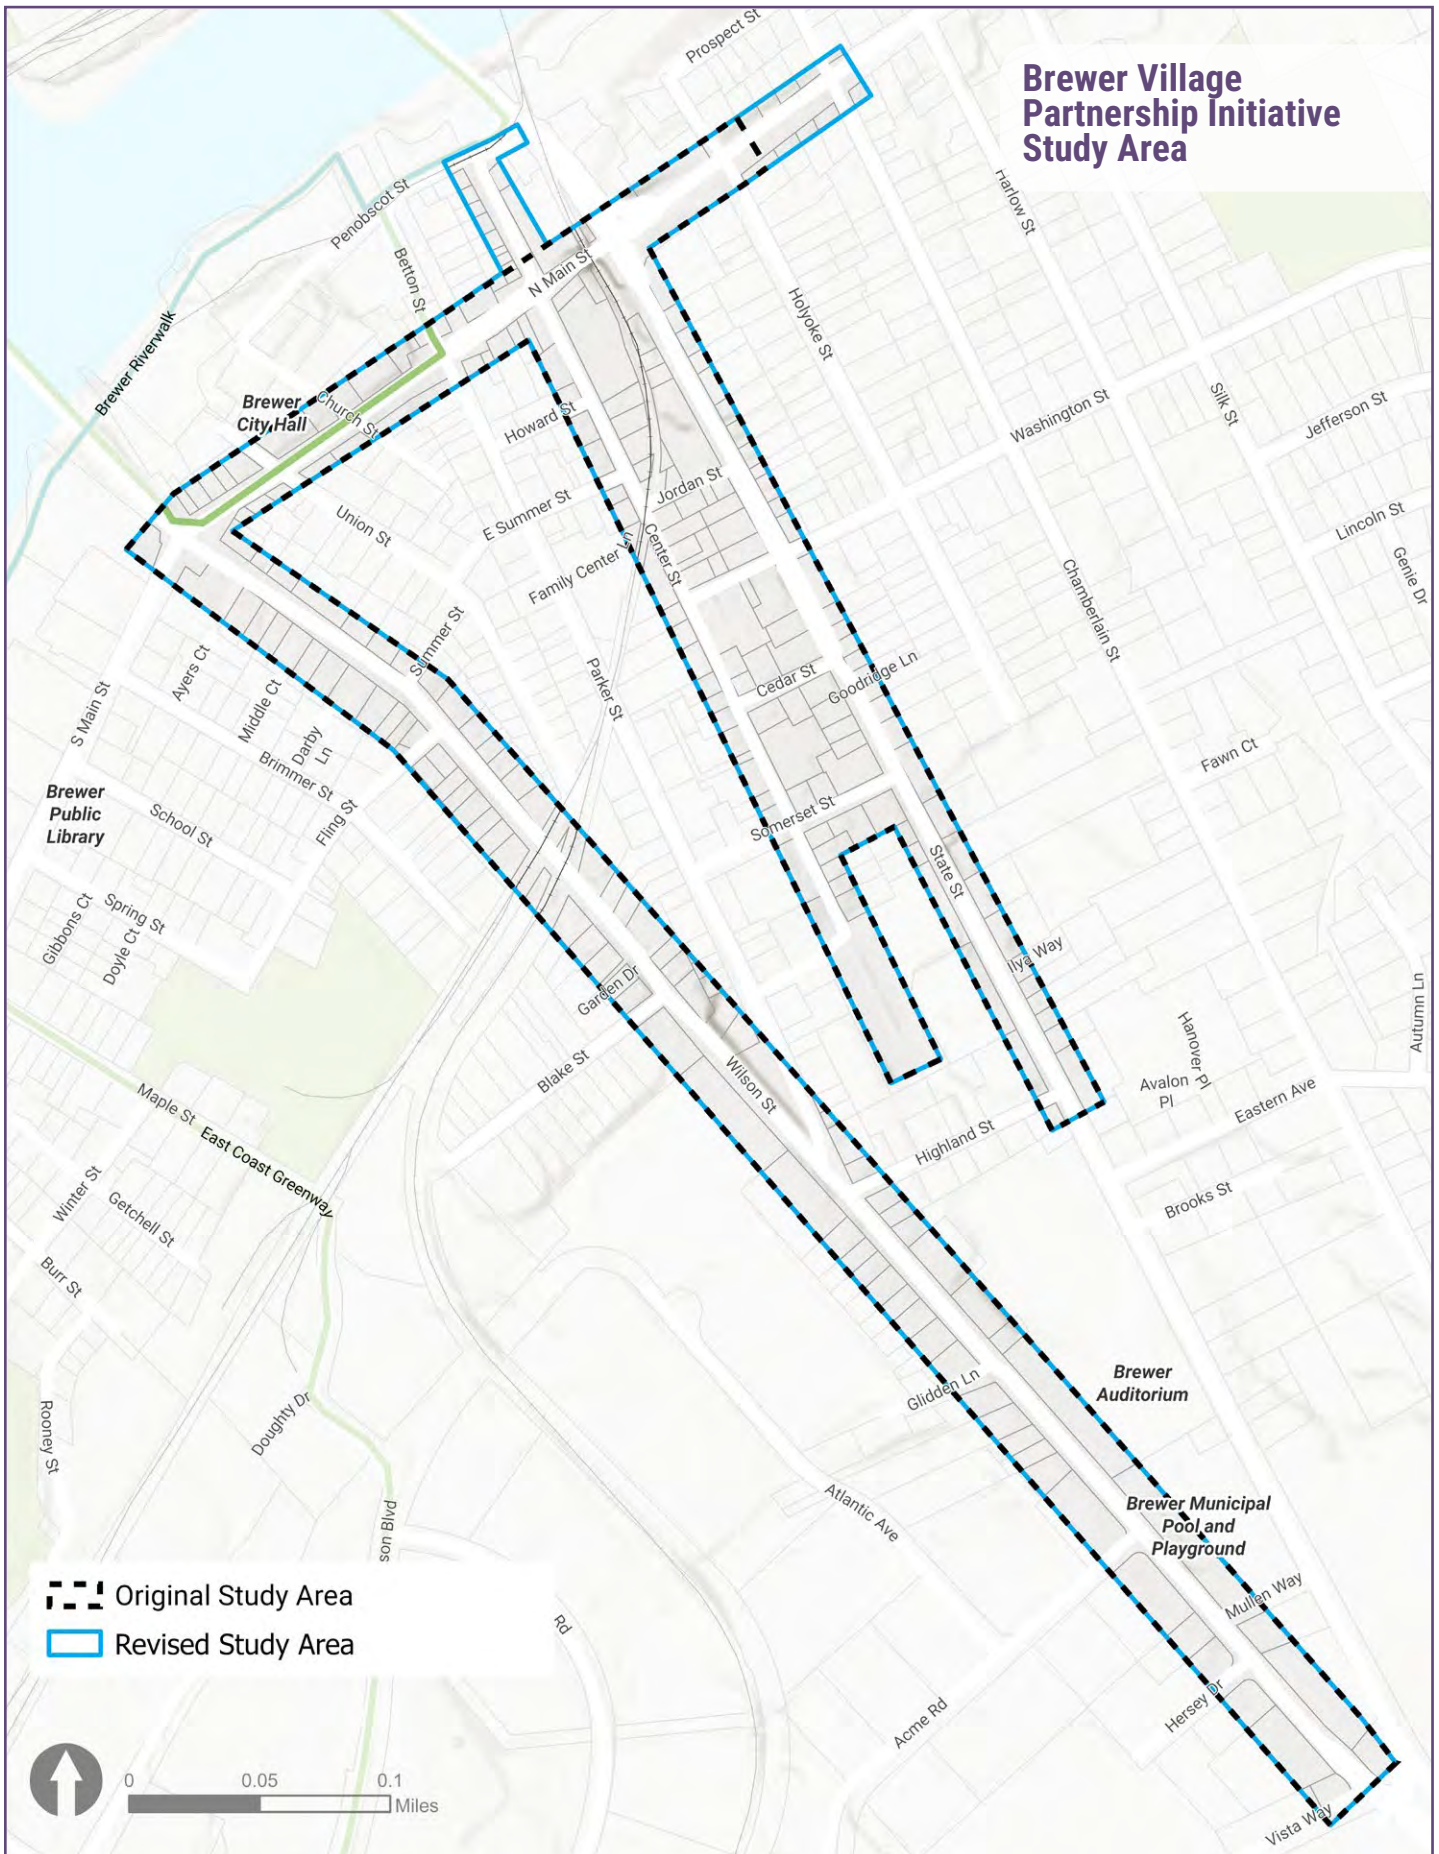 Prospect St
Brewer Village
Partnership Initiative
Study Area
Harlow St
Penobscot St
Betton St
N Main St
Holyoke St
Brewer Riverwalk
Brewer
City Hall
Church St
Howard St
Washington St
Silk St
Jefferson St
Jordan St
E Summer St
Union St
Lincoln St
Center St
Family Center
Genie Dr
Chamberlain St
Summer St
Ayers Ct
Parker St
Cedar St
Goodridge Ln
S Main St
Middle Ct
Darby
Ln
Brimmer St
Fawn Ct
Brewer
Public
Library
School St
Fling St
Somerset St
State St
Spring St
Gibbons Ct
Doyle Ct
Ilya Way
Garden Dr
Autumn Ln
Hanover Pl
Blake St
Wilson St
Avalon
Pl
Eastern Ave
Maple St
East Coast Greenway
Highland St
Winter St
Getchell St
Brooks St
Burr St
Brewer
Auditorium
Glidden Ln
Rooney St
Doughty Dr
Atlantic Ave
Brewer Municipal
Pool and
Playground
son Blvd
Mullen Way
Original Study Area
Revised Study Area
Rd
Hersey Dr
Acme Rd
0 0.05 0.1
Miles
Vista Way